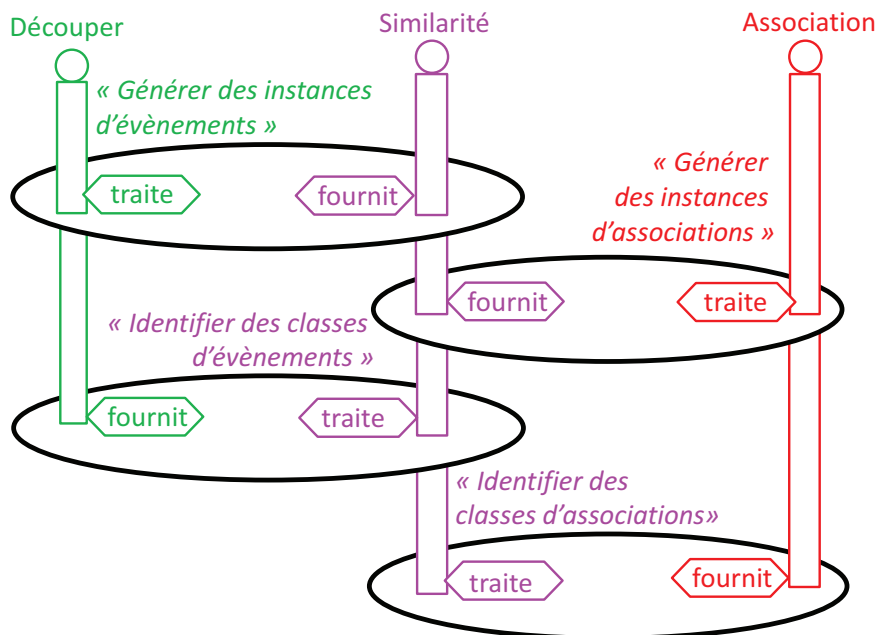 Découper
Similarité
Association
« Générer des instances
d'évènements »
traite
fournit
« Générer
des instances
d'associations »
fournit
traite
« Identifier des classes
d'évènements »
fournit
traite
« Identifier des
classes d'associations»
traite
fournit